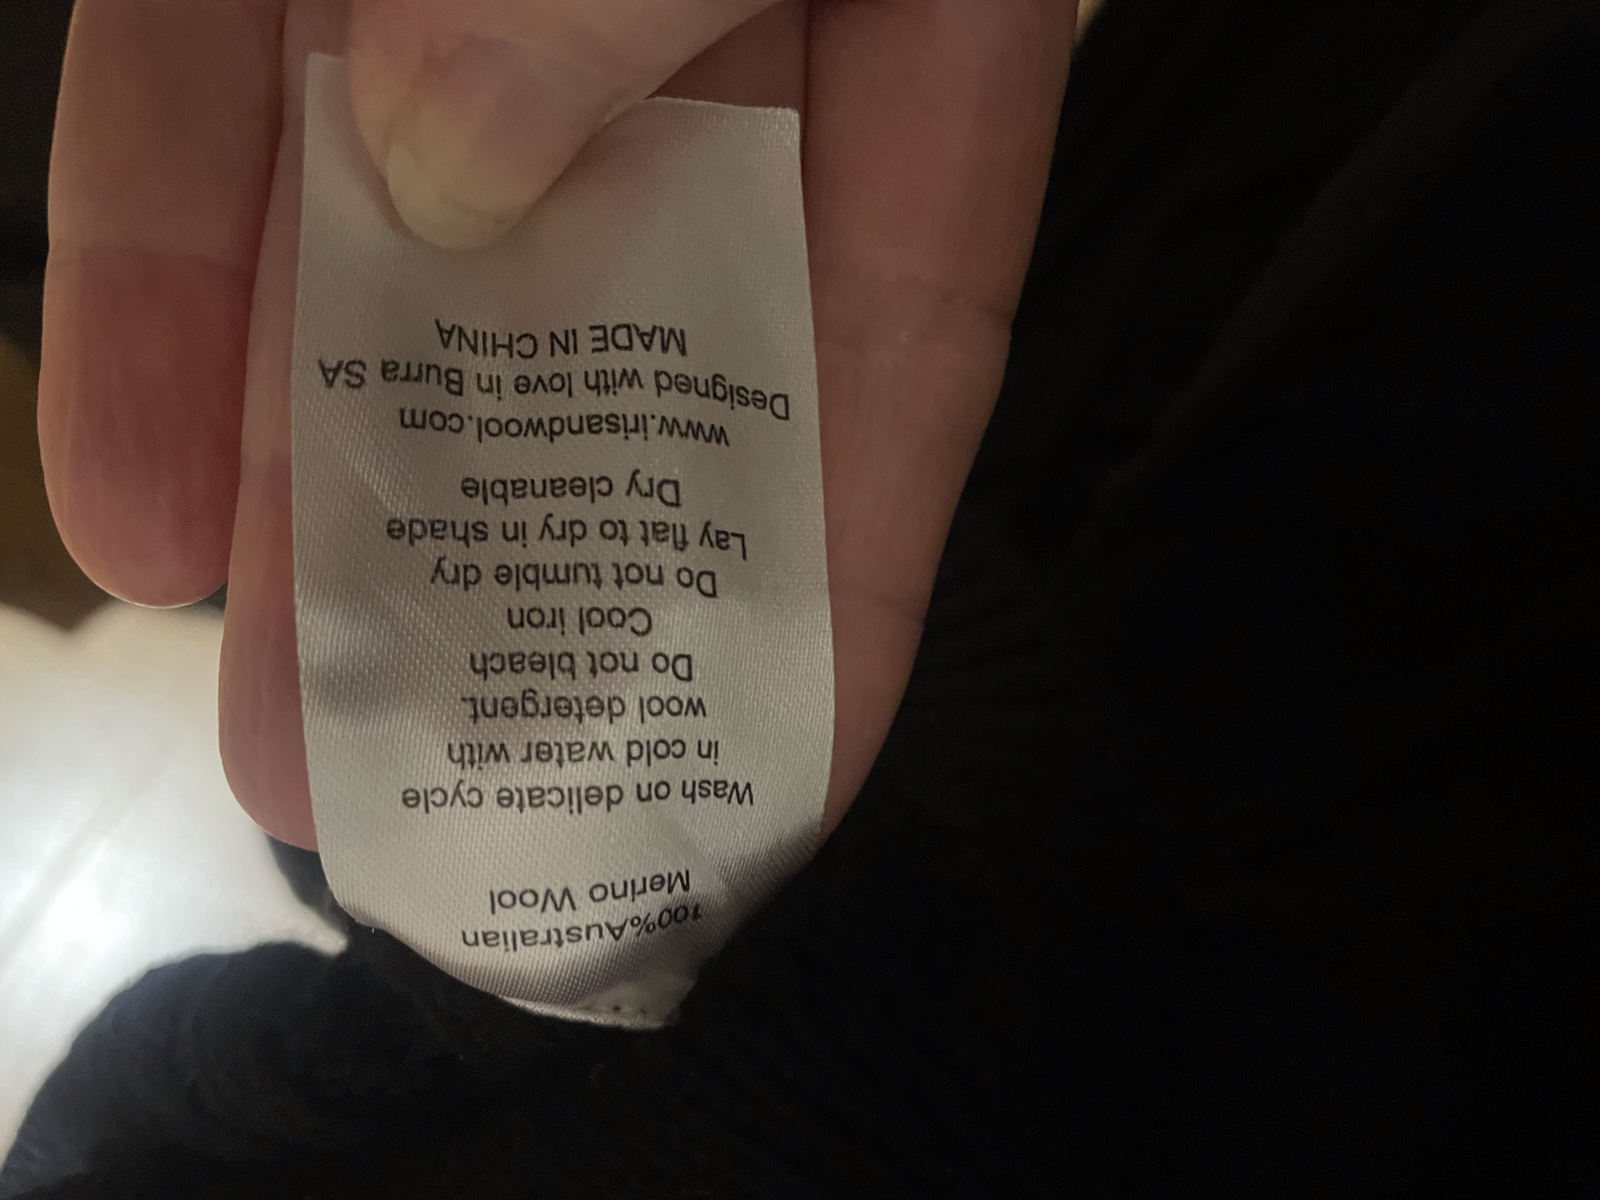 100%Australian
Merino Wool
Wash on delicate cycle
in cold water with
wool detergent.
Do not bleach
Cool iron
Do not tumble dry
Lay flat to dry in shade
Dry cleanable
www.irisandwool.com
Designed with love in Burra SA
MADE IN CHINA